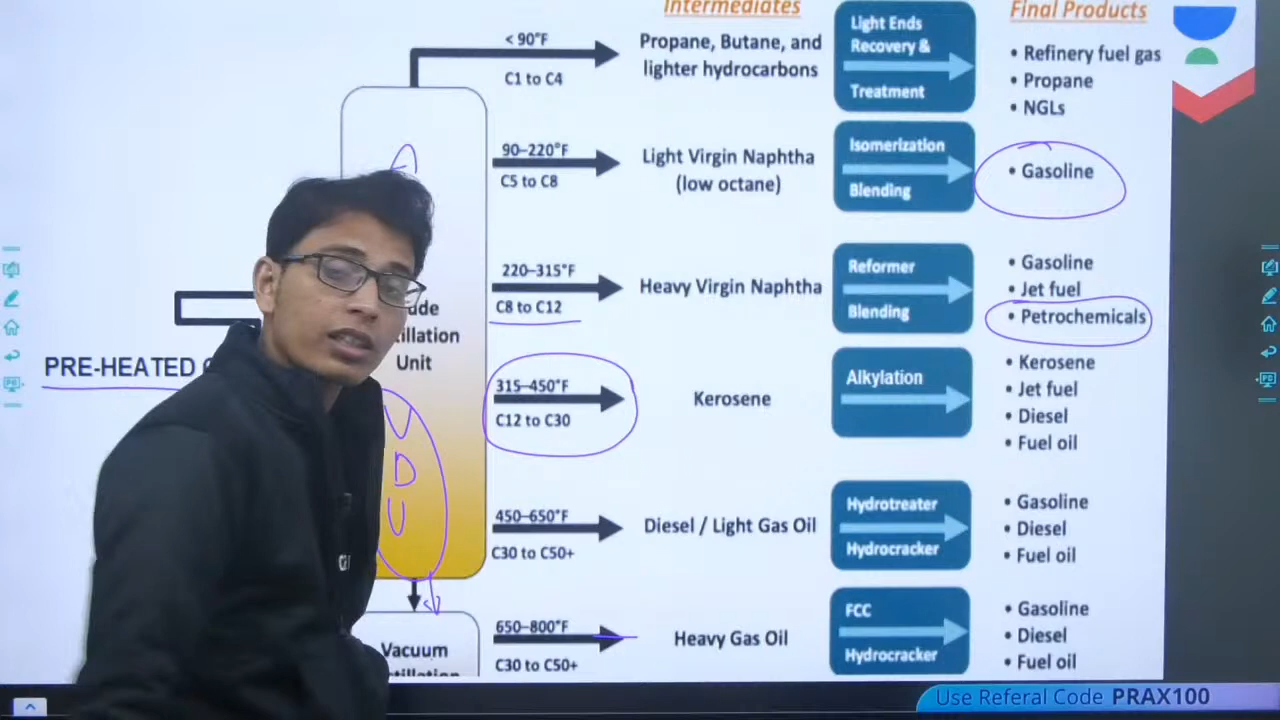 Intermediates
Final Products
< 90°F
C1 to C4
Propane, Butane, and
lighter hydrocarbons
Light Ends
Recovery &
Treatment
• Refinery fuel gas
• Propane
• NGLs
A
90–220°F
C5 to C8
Light Virgin Naphtha
(low octane)
Isomerization
Blending
• Gasoline
220–315°F
C8 to C12
Heavy Virgin Naphtha
Reformer
Blending
• Gasoline
• Jet fuel
• Petrochemicals
Unit
PRE-HEATED
315–450°F
C12 to C30
Kerosene
Alkylation
• Kerosene
• Jet fuel
• Diesel
• Fuel oil
V
D
U
450–650°F
C30 to C50+
Diesel / Light Gas Oil
Hydrotreater
Hydrocracker
• Gasoline
• Diesel
• Fuel oil
Vacuum
650–800°F
C30 to C50+
Heavy Gas Oil
FCC
Hydrocracker
• Gasoline
• Diesel
• Fuel oil
Use Referal Code PRAX100